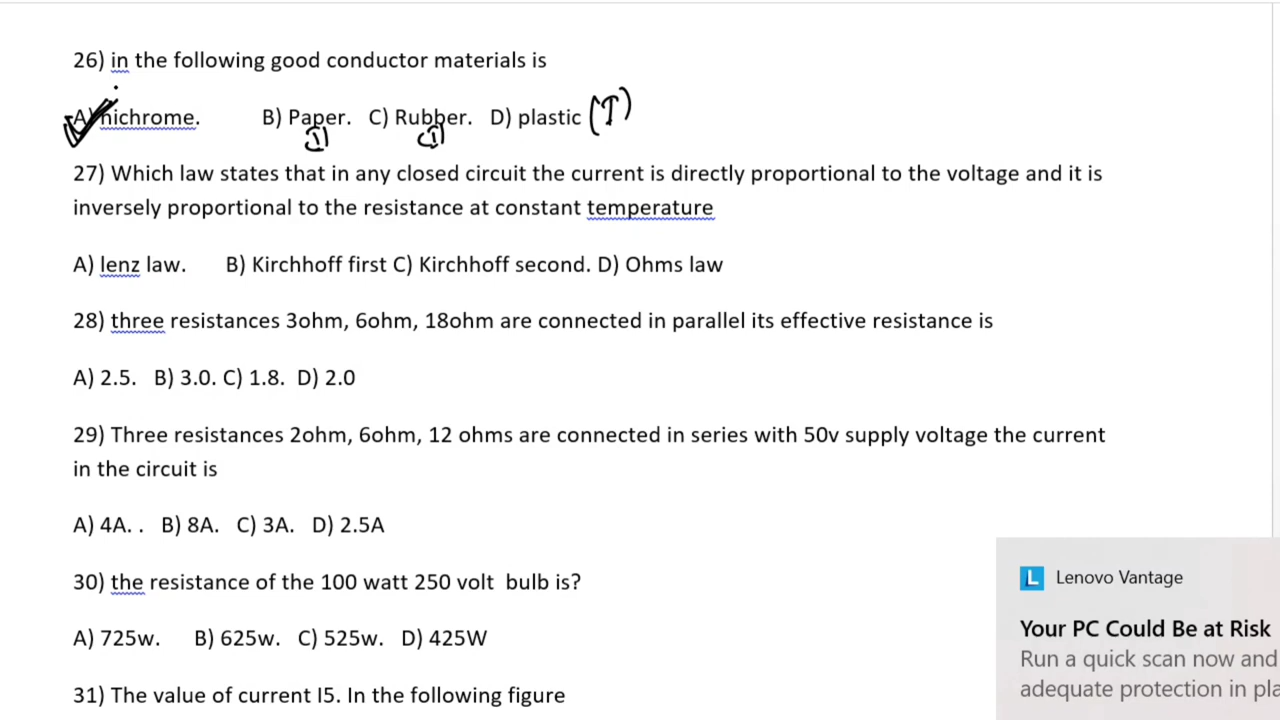 26) in the following good conductor materials is
A) nichrome. B) Paper. C) Rubber. D) plastic (I)
(I) (I)
27) Which law states that in any closed circuit the current is directly proportional to the voltage and it is
inversely proportional to the resistance at constant temperature
A) lenz law. B) Kirchhoff first C) Kirchhoff second. D) Ohms law
28) three resistances 3ohm, 6ohm, 18ohm are connected in parallel its effective resistance is
A) 2.5. B) 3.0. C) 1.8. D) 2.0
29) Three resistances 2ohm, 6ohm, 12 ohms are connected in series with 50v supply voltage the current
in the circuit is
A) 4A. . B) 8A. C) 3A. D) 2.5A
30) the resistance of the 100 watt 250 volt bulb is?
A) 725w. B) 625w. C) 525w. D) 425W
31) The value of current I5. In the following figure
L Lenovo Vantage
Your PC Could Be at Risk
Run a quick scan now and
adequate protection in pla